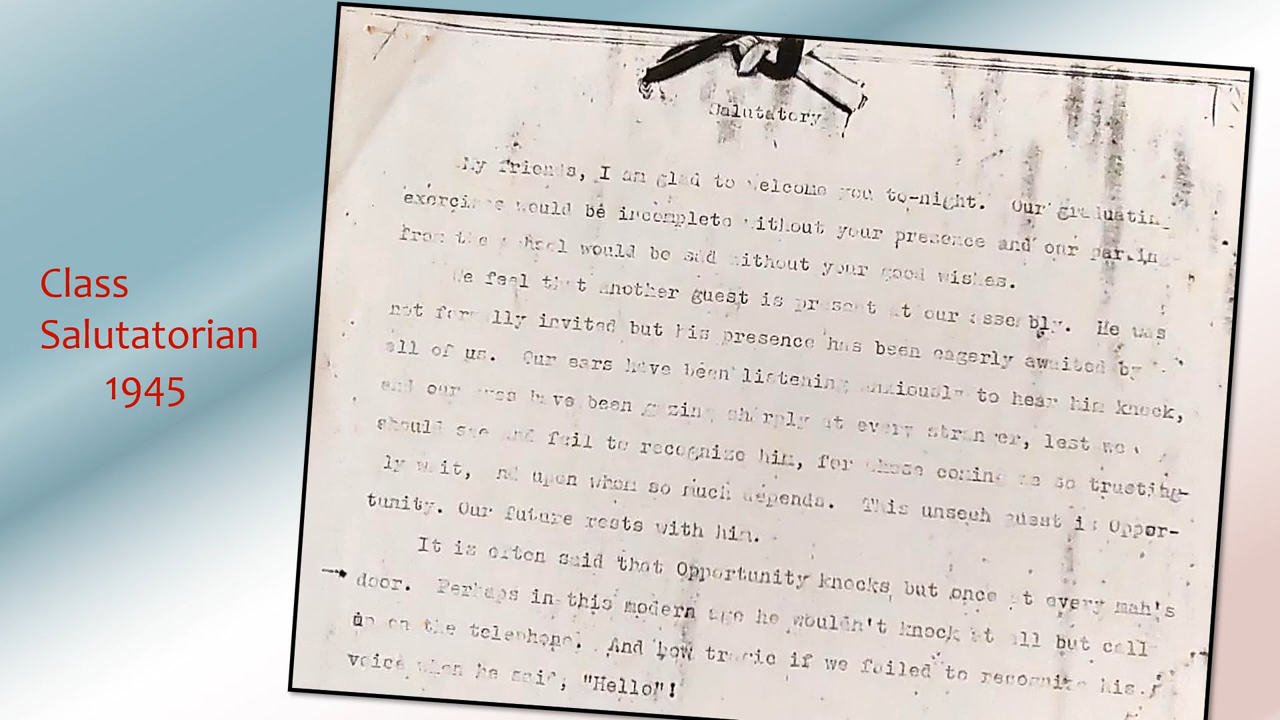 Class
Salutatorian
1945
Salutatory
My friends, I am glad to welcome you to-night. Our graduating
exercises would be incomplete without your presence and our parting
from the school would be sad without your good wishes.
We feel that another guest is present at our assembly. He was
not formally invited but his presence has been eagerly awaited by
all of us. Our ears have been listening anxiously to hear him knock,
and our eyes have been gazing sharply at every stranger, lest we
should see and fail to recognize him, for whose coming we so trusting-
ly wait, and upon whom so much depends. This unseen guest is Oppor-
tunity. Our future rests with him.
It is often said that Opportunity knocks but once at every man's
door. Perhaps in this modern age he wouldn't knock at all but call
up on the telephone. And how tragic if we failed to recognize his
voice when he said, "Hello"!